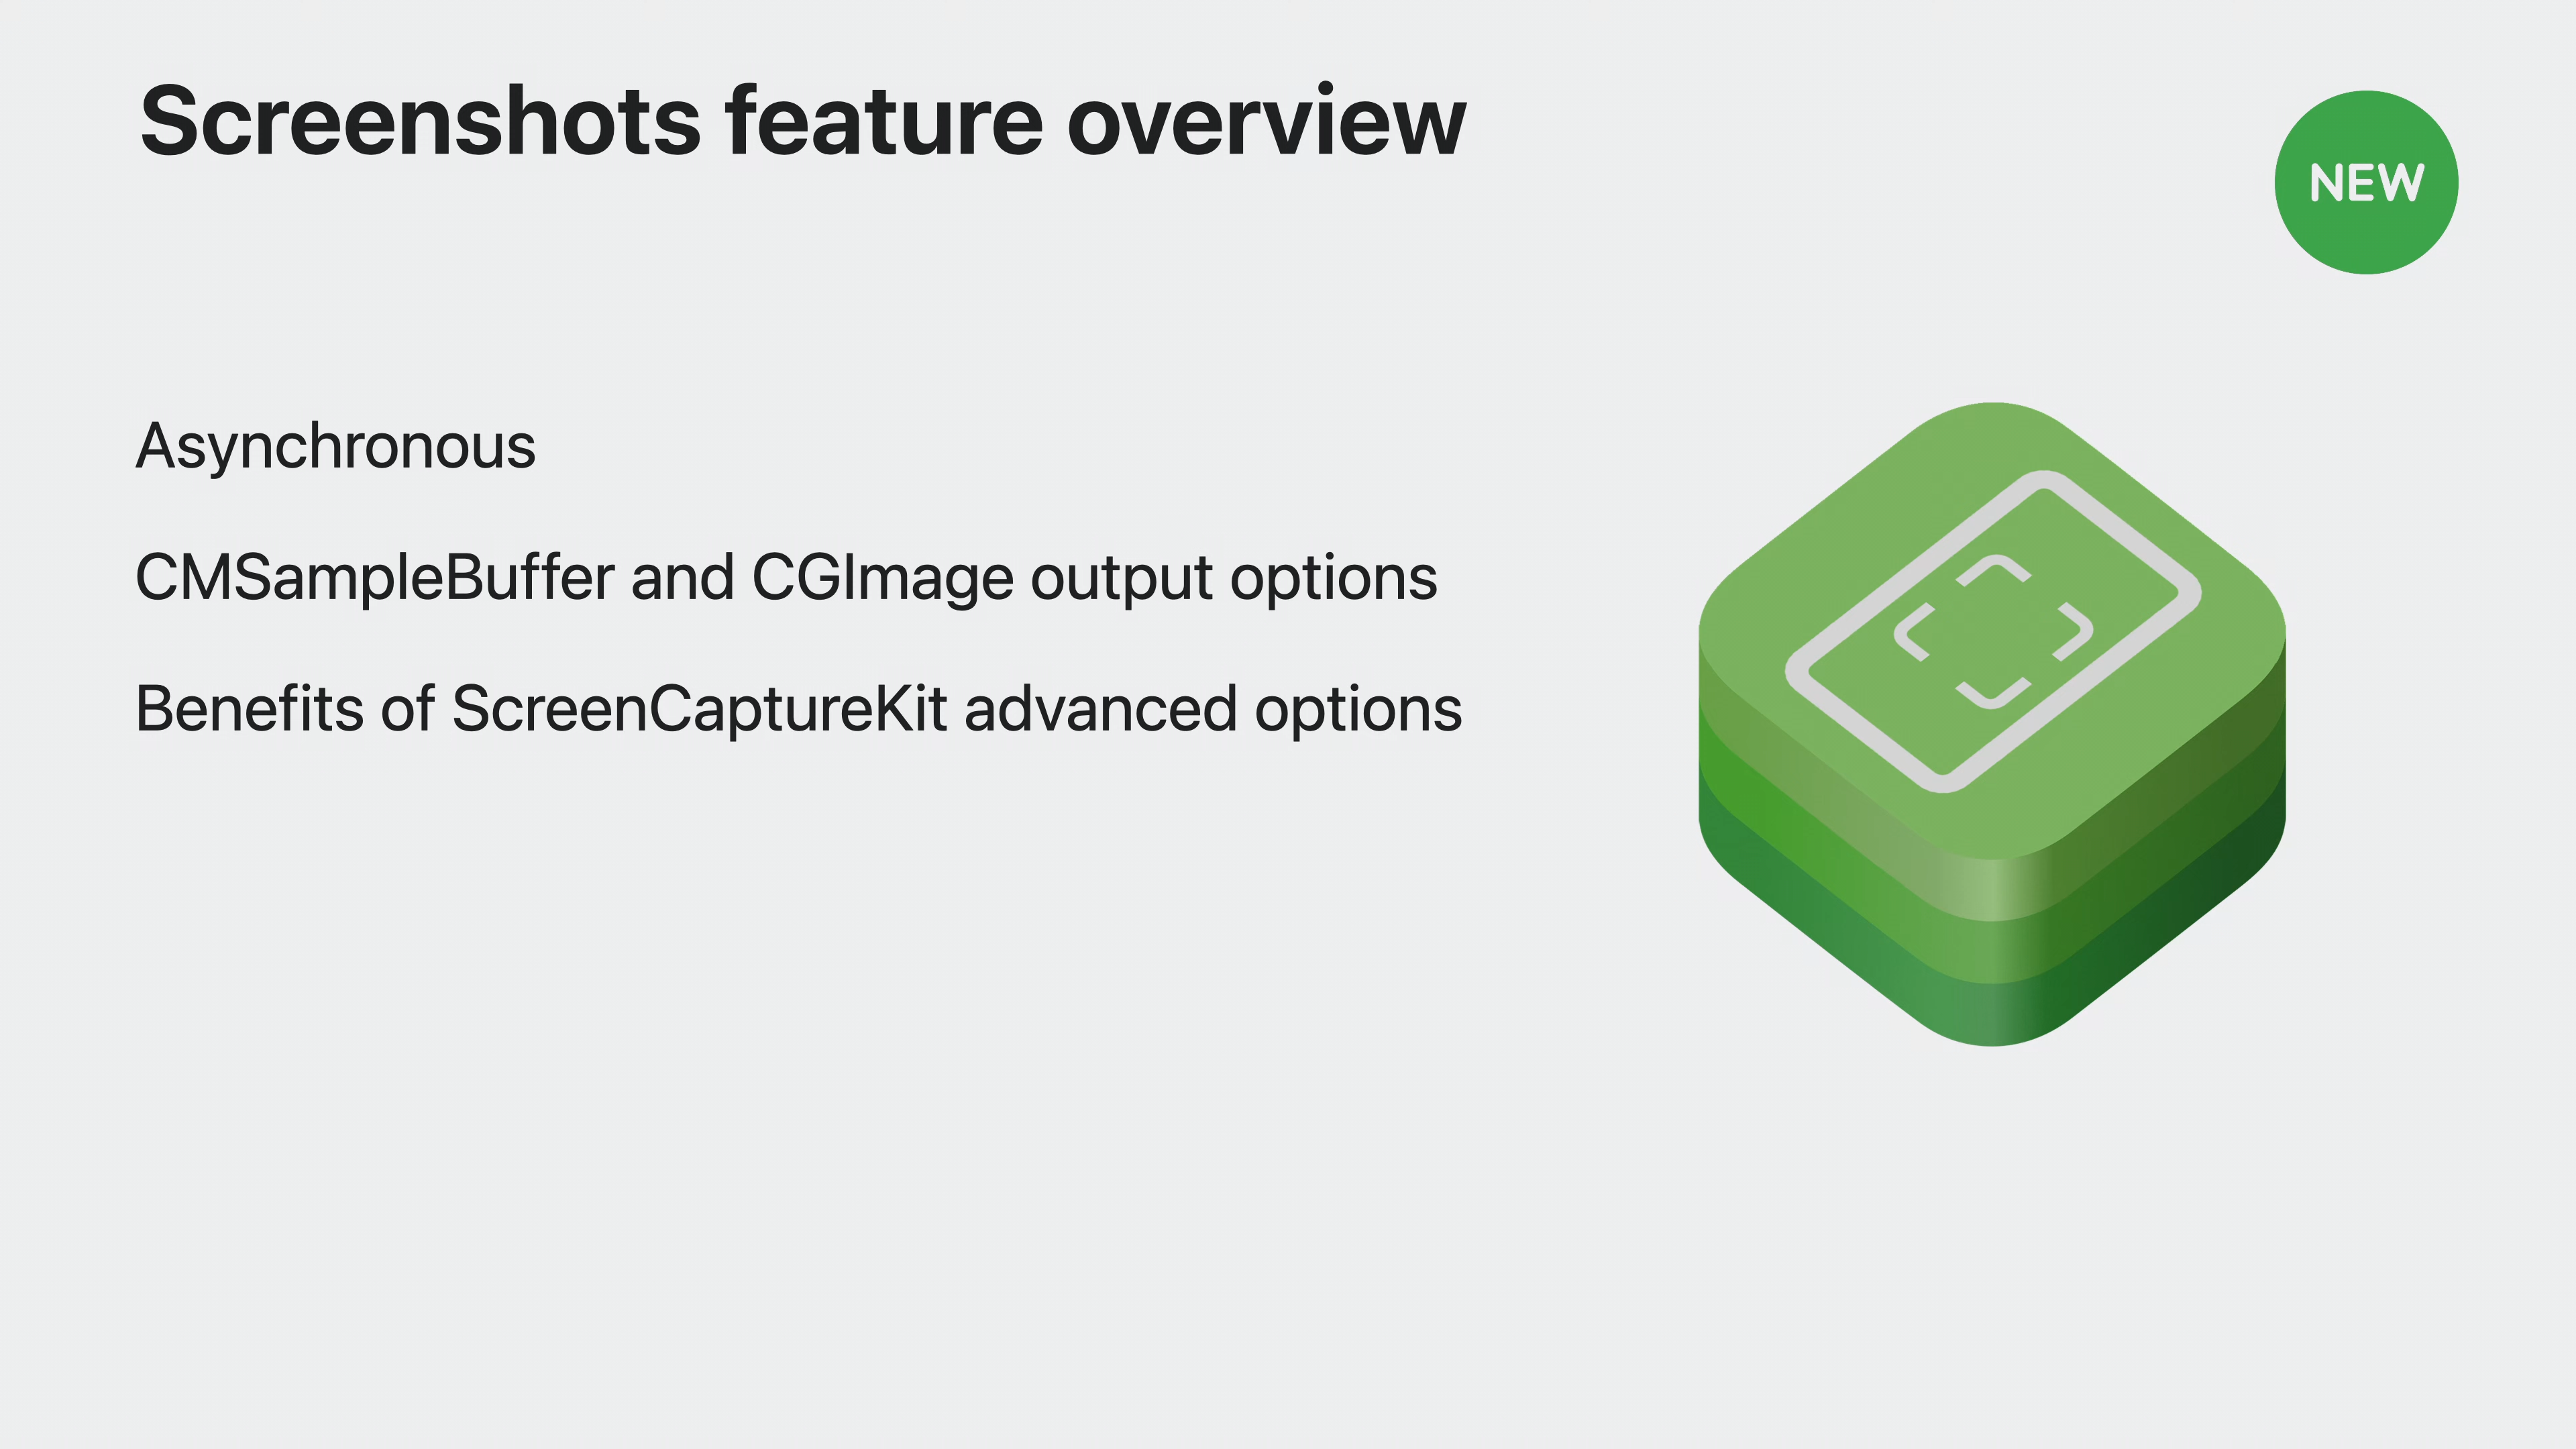 Screenshots feature overview
NEW
Asynchronous
CMSampleBuffer and CGImage output options
Benefits of ScreenCaptureKit advanced options